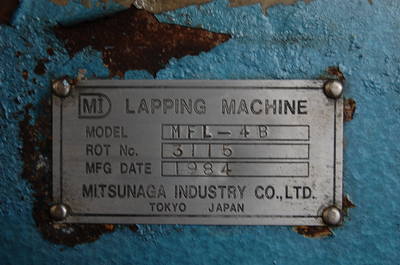 MI LAPPING MACHINE
MODEL MFL-4B
ROT No. 3115
MFG DATE 1984
MITSUNAGA INDUSTRY CO.,LTD.
TOKYO JAPAN